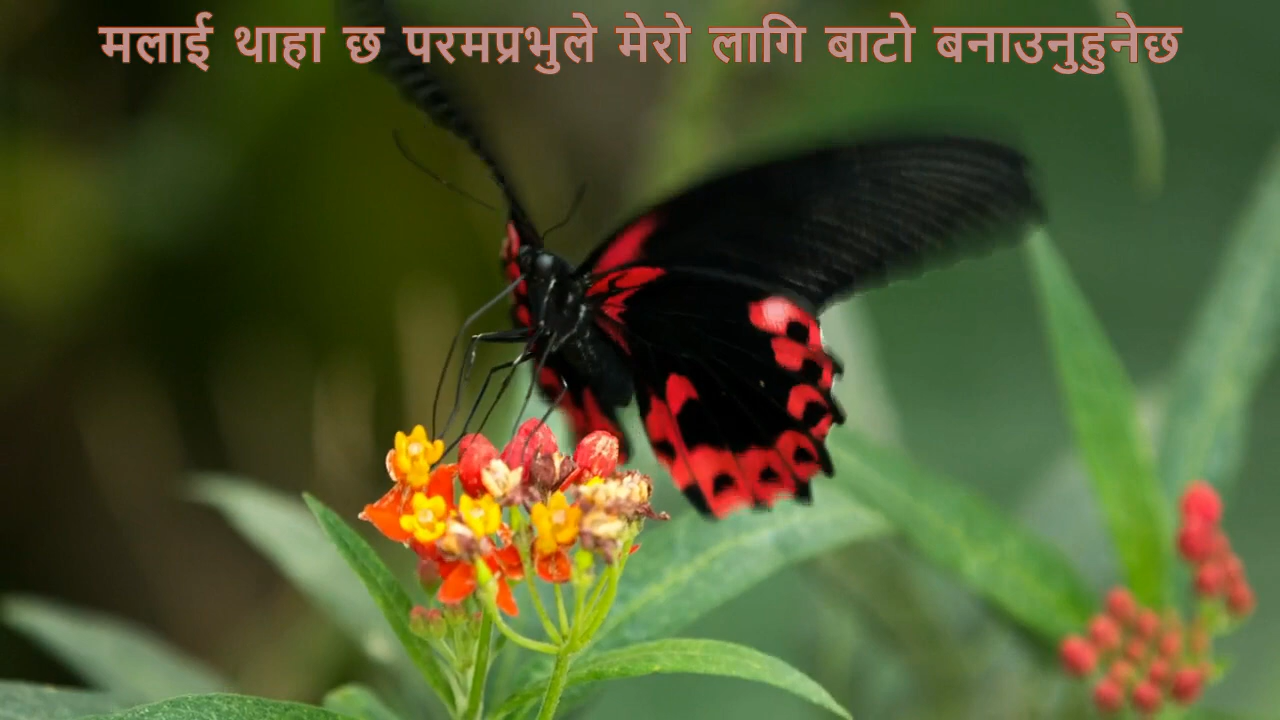 मलाई थाहा छ परमप्रभुले मेरो लागि बाटो बनाउनुहुनेछ